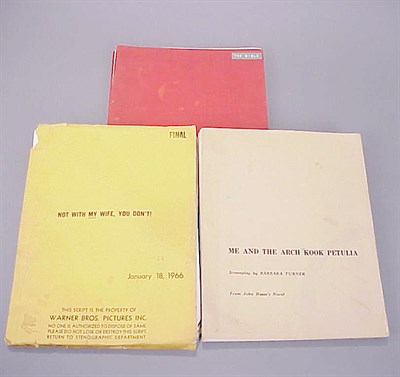 THE BIBLE
FINAL
NOT WITH MY WIFE, YOU DON'T!
January 18, 1966
THIS SCRIPT IS THE PROPERTY OF
WARNER BROS. PICTURES INC.
NO ONE IS AUTHORIZED TO DISPOSE OF SAME
PLEASE DO NOT LOSE OR DESTROY THIS SCRIPT.
RETURN TO STENOGRAPHIC DEPARTMENT
ME AND THE ARCH KOOK PETULIA
Screenplay by BARBARA TURNER
From John Haase's Novel